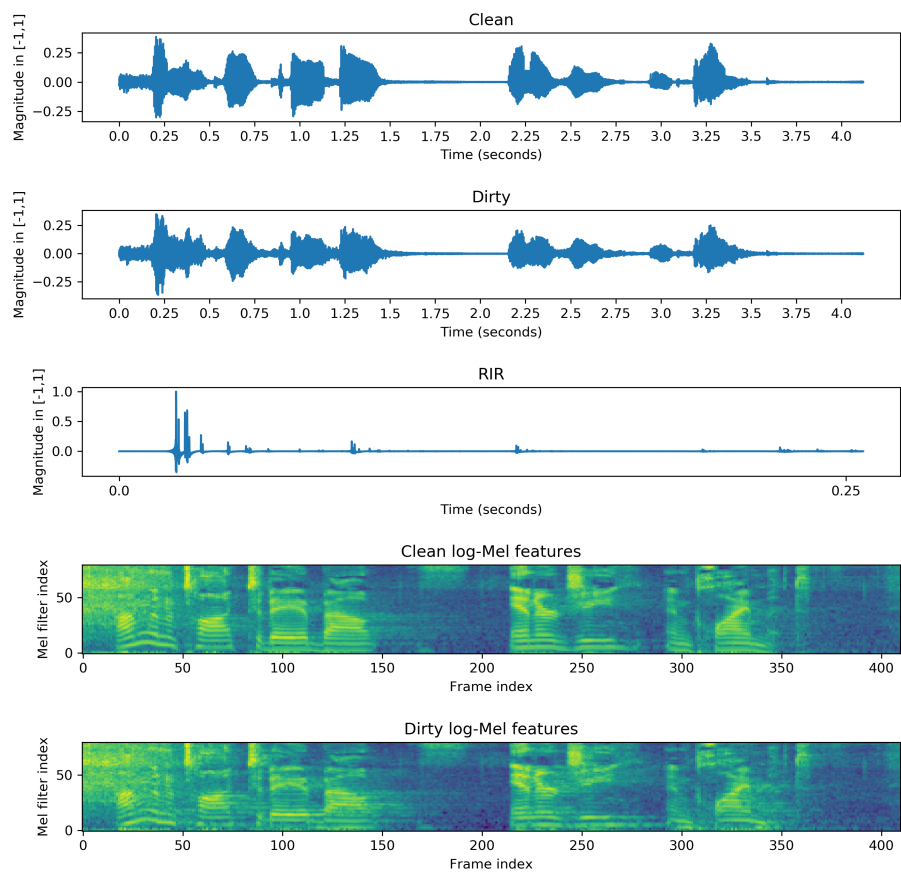 Clean
Magnitude in [-1,1]
0.25
0.00
−0.25
0.0 0.25 0.5 0.75 1.0 1.25 1.5 1.75 2.0 2.25 2.5 2.75 3.0 3.25 3.5 3.75 4.0
Time (seconds)
Dirty
Magnitude in [-1,1]
0.25
0.00
−0.25
0.0 0.25 0.5 0.75 1.0 1.25 1.5 1.75 2.0 2.25 2.5 2.75 3.0 3.25 3.5 3.75 4.0
Time (seconds)
RIR
Magnitude in [-1,1]
1.0
0.5
0.0
0.0 0.25
Time (seconds)
Clean log-Mel features
Mel filter index
50
0
0 50 100 150 200 250 300 350 400
Frame index
Dirty log-Mel features
Mel filter index
50
0
0 50 100 150 200 250 300 350 400
Frame index